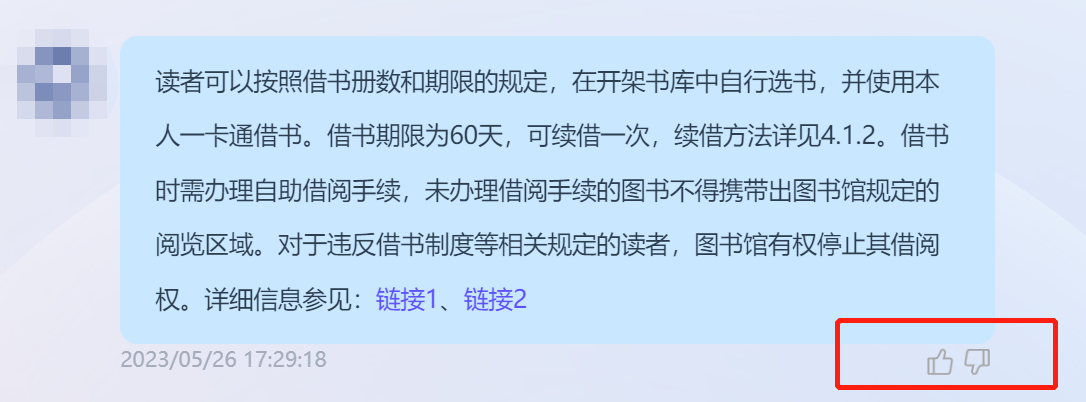 读者可以按照借书册数和期限的规定，在开架书库中自行选书，并使用本
人一卡通借书。借书期限为60天，可续借一次，续借方法详见4.1.2。借书
时需办理自助借阅手续，未办理借阅手续的图书不得携带出图书馆规定的
阅览区域。对于违反借书制度等相关规定的读者，图书馆有权停止其借阅
权。详细信息参见：链接1、链接2
2023/05/26 17:29:18